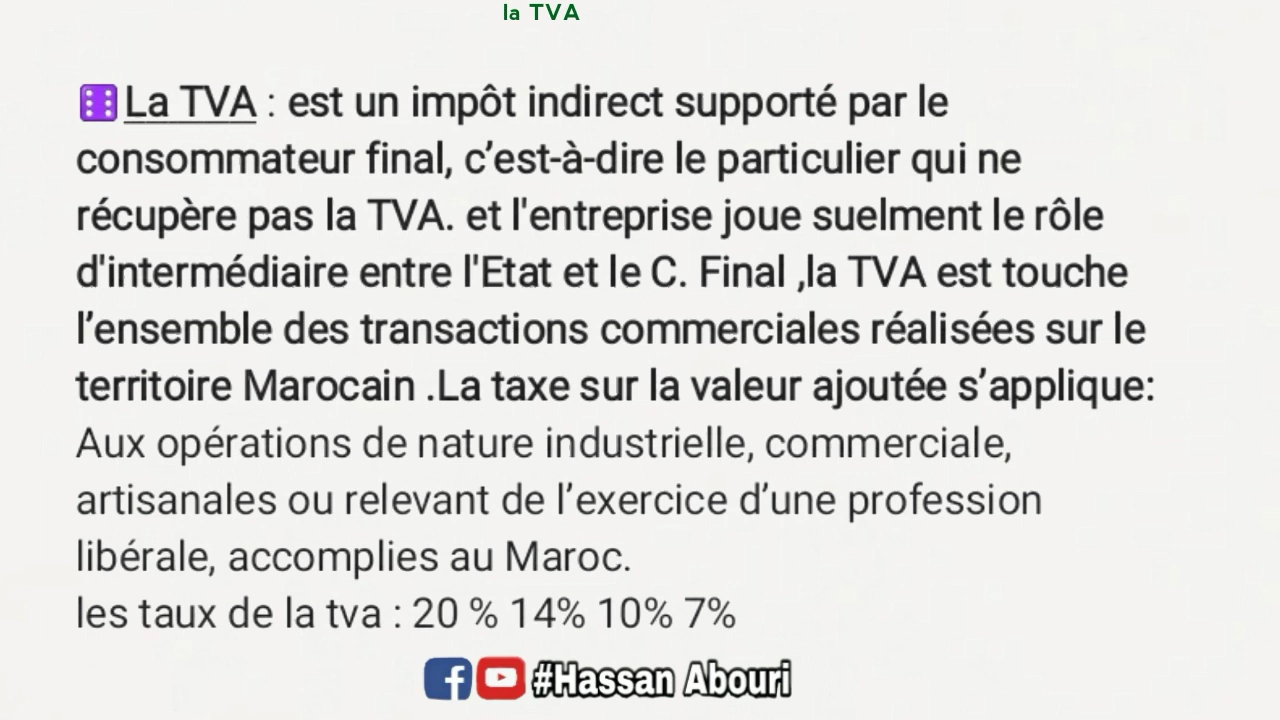 la TVA
La TVA : est un impôt indirect supporté par le
consommateur final, c’est-à-dire le particulier qui ne
récupère pas la TVA. et l'entreprise joue suelment le rôle
d'intermédiaire entre l'Etat et le C. Final ,la TVA est touche
l’ensemble des transactions commerciales réalisées sur le
territoire Marocain .La taxe sur la valeur ajoutée s’applique:
Aux opérations de nature industrielle, commerciale,
artisanales ou relevant de l’exercice d’une profession
libérale, accomplies au Maroc.
les taux de la tva : 20 % 14% 10% 7%
#Hassan Abouri